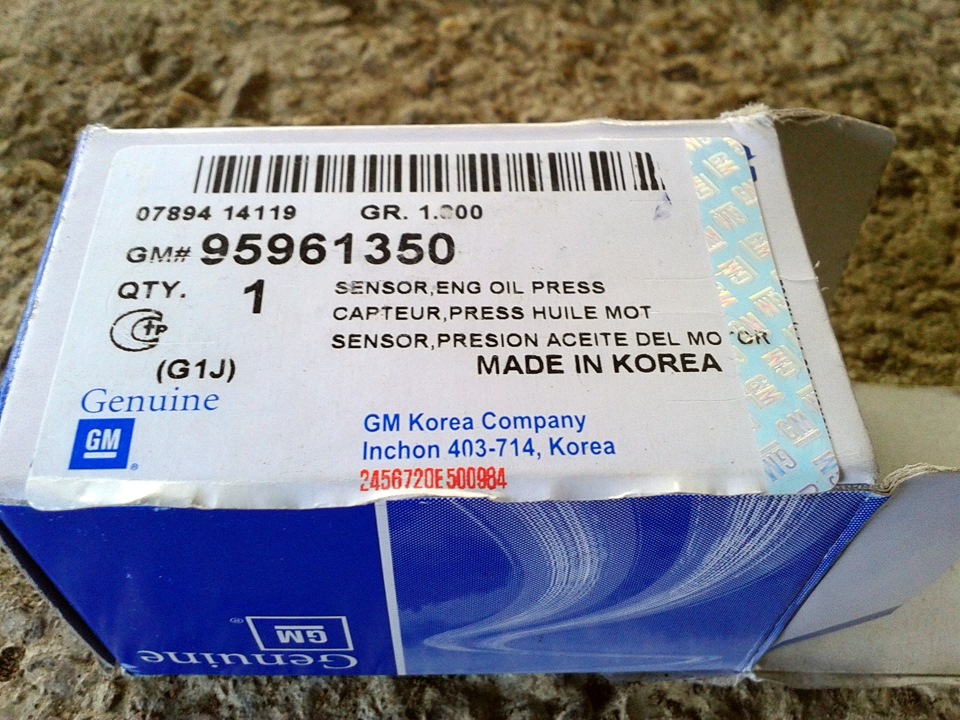 07894 14119 GR. 1.000
GM# 95961350
QTY. 1
SENSOR,ENG OIL PRESS
CAPTEUR,PRESS HUILE MOT
SENSOR,PRESION ACEITE DEL MOTOR
(G1J)
MADE IN KOREA
Genuine
GM
GM Korea Company
Inchon 403-714, Korea
2456720E500984
GM
Genuine